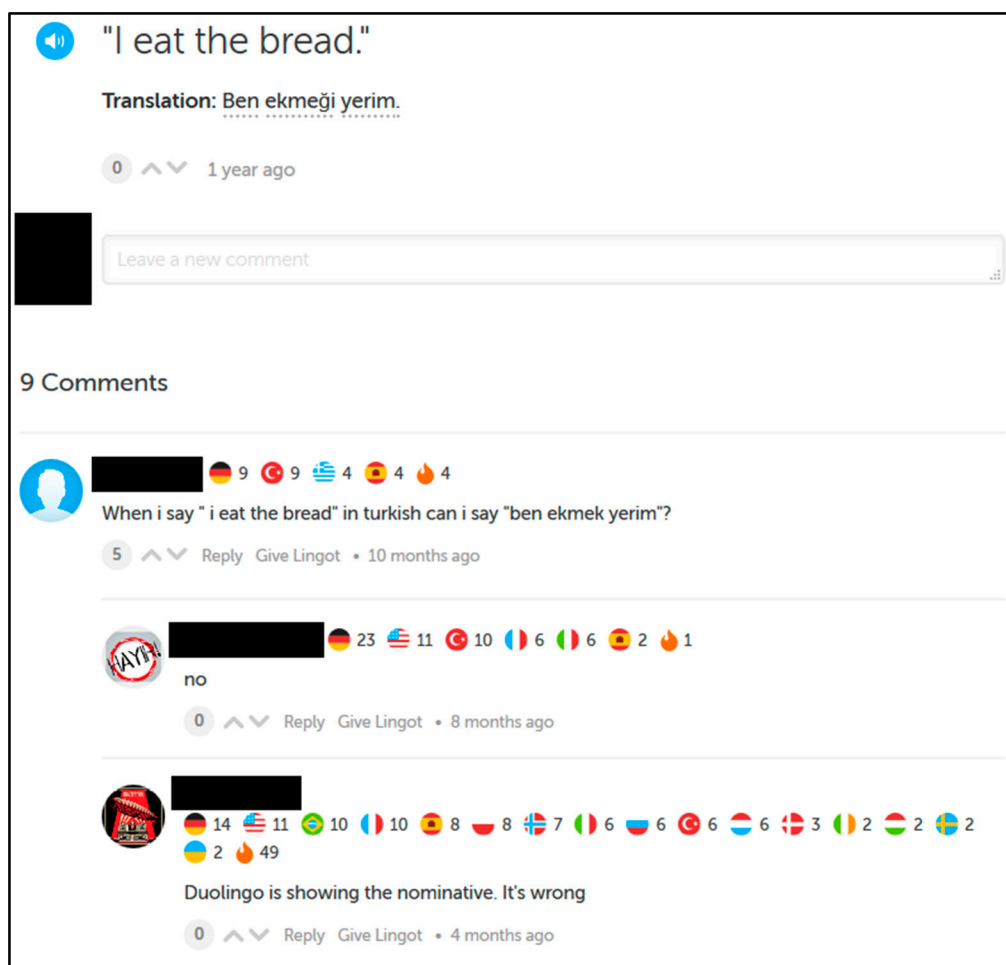 "I eat the bread."
Translation: Ben ekmeği yerim.
0 1 year ago
Leave a new comment
9 Comments
9 9 4 4 4
When i say " i eat the bread" in turkish can i say "ben ekmek yerim"?
5 Reply Give Lingot • 10 months ago
HAYIR!
23 11 10 6 6 2 1
no
0 Reply Give Lingot • 8 months ago
14 11 10 10 8 8 7 6 6 6 6 3 2 2 2
2 49
Duolingo is showing the nominative. It's wrong
0 Reply Give Lingot • 4 months ago